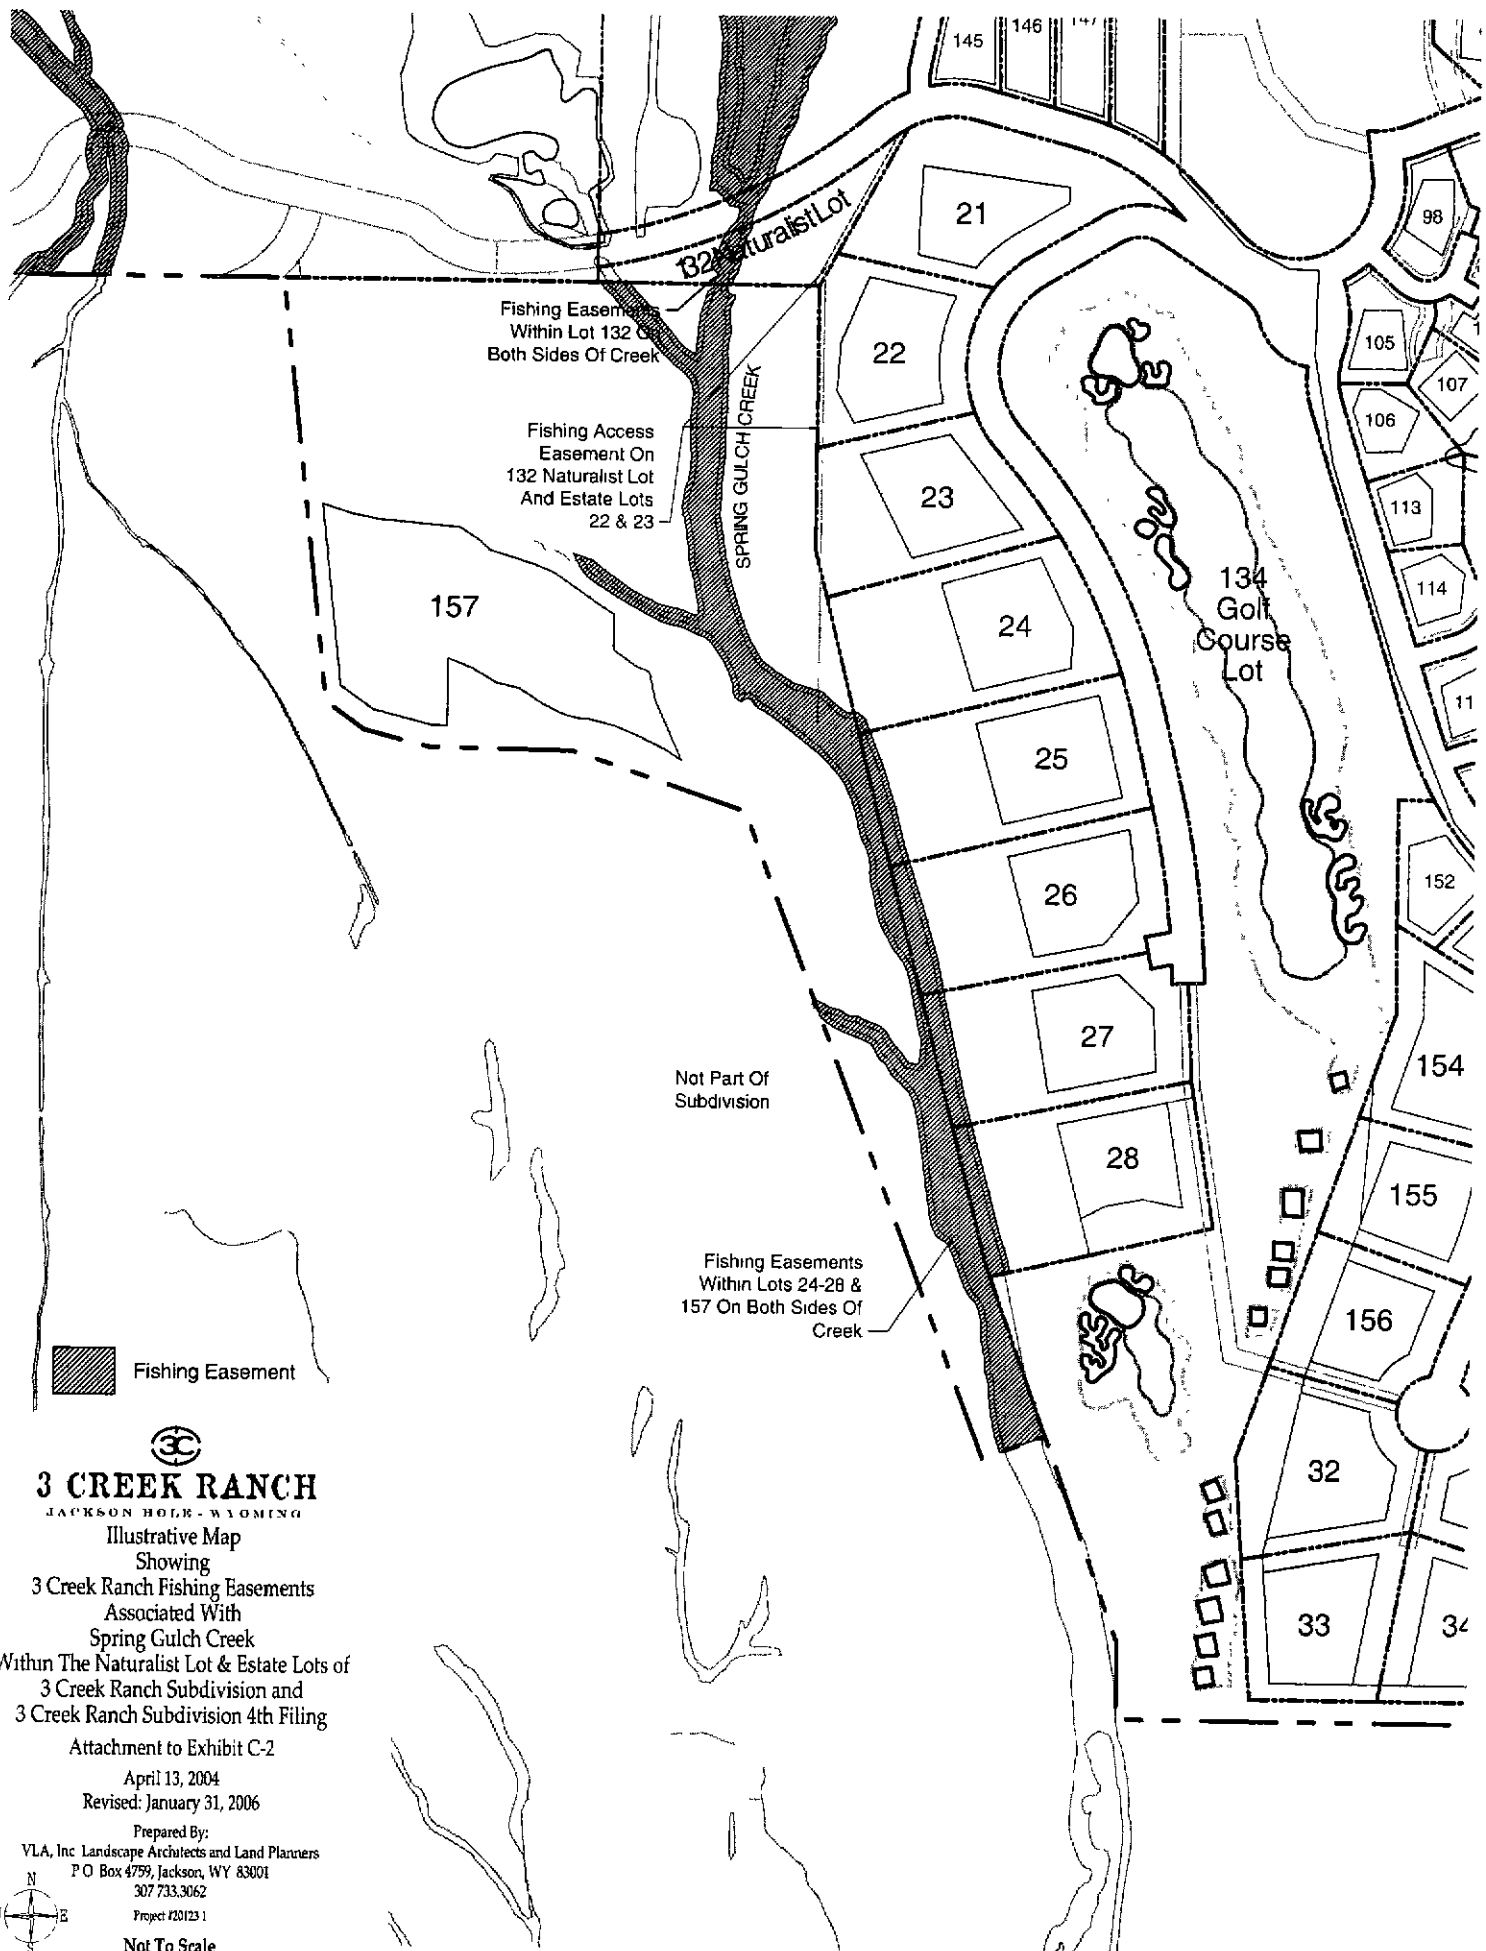 145
146
147
98
21
132 Naturalist Lot
22
105
107
106
Fishing Easements
Within Lot 132 On
Both Sides Of Creek
SPRING GULCH CREEK
Fishing Access
Easement On
132 Naturalist Lot
And Estate Lots
22 & 23
23
113
114
157
24
134
Golf
Course
Lot
11
25
26
152
27
154
Not Part Of
Subdivision
28
155
Fishing Easements
Within Lots 24-28 &
157 On Both Sides Of
Creek
156
Fishing Easement
32
33
34
3C
3 CREEK RANCH
JACKSON HOLE - WYOMING
Illustrative Map
Showing
3 Creek Ranch Fishing Easements
Associated With
Spring Gulch Creek
Within The Naturalist Lot & Estate Lots of
3 Creek Ranch Subdivision and
3 Creek Ranch Subdivision 4th Filing
Attachment to Exhibit C-2
April 13, 2004
Revised: January 31, 2006
Prepared By:
VLA, Inc Landscape Architects and Land Planners
P O Box 4759, Jackson, WY 83001
307 733.3062
Project #20123 1
N
E
S
Not To Scale